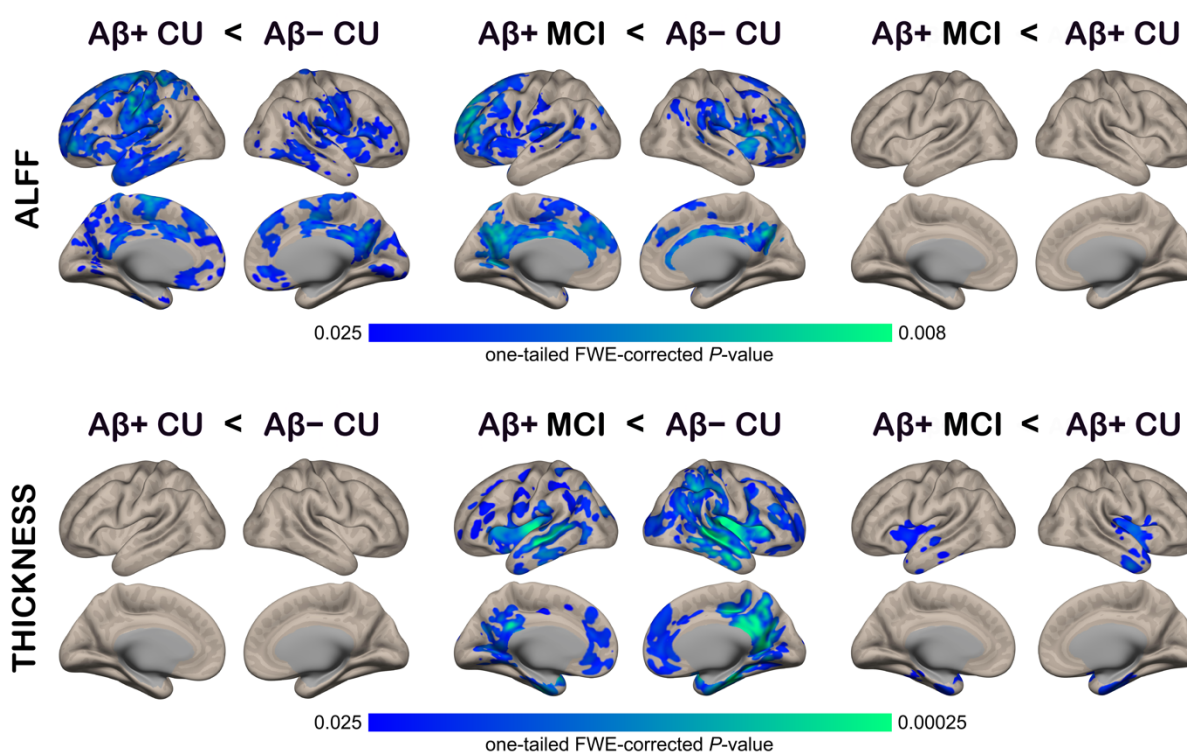 Aβ+ CU < Aβ− CU
Aβ+ MCI < Aβ− CU
Aβ+ MCI < Aβ+ CU
ALFF
0.025
0.008
one-tailed FWE-corrected P-value
Aβ+ CU < Aβ− CU
Aβ+ MCI < Aβ− CU
Aβ+ MCI < Aβ+ CU
THICKNESS
0.025
0.00025
one-tailed FWE-corrected P-value